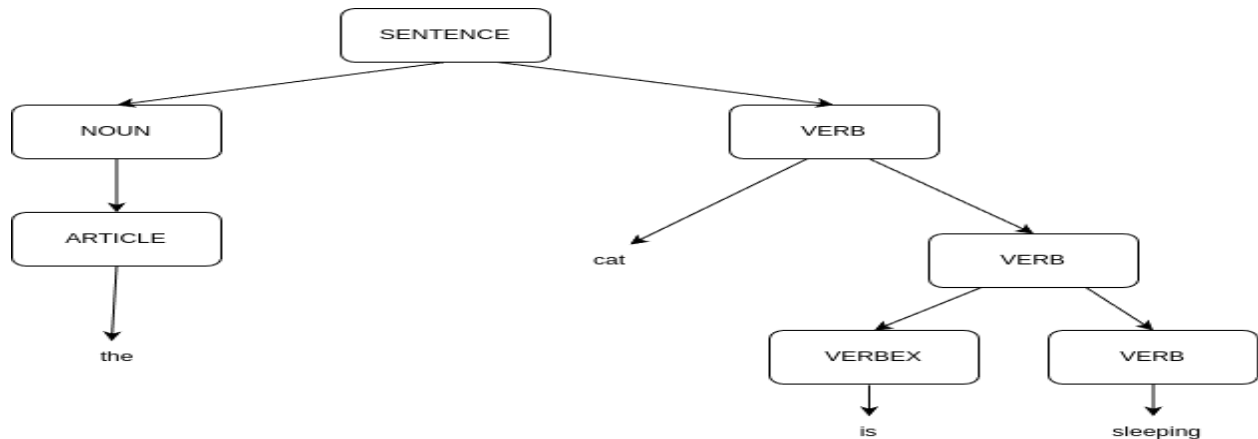 SENTENCE
NOUN
VERB
ARTICLE
cat
VERB
the
VERBEX
VERB
is
sleeping